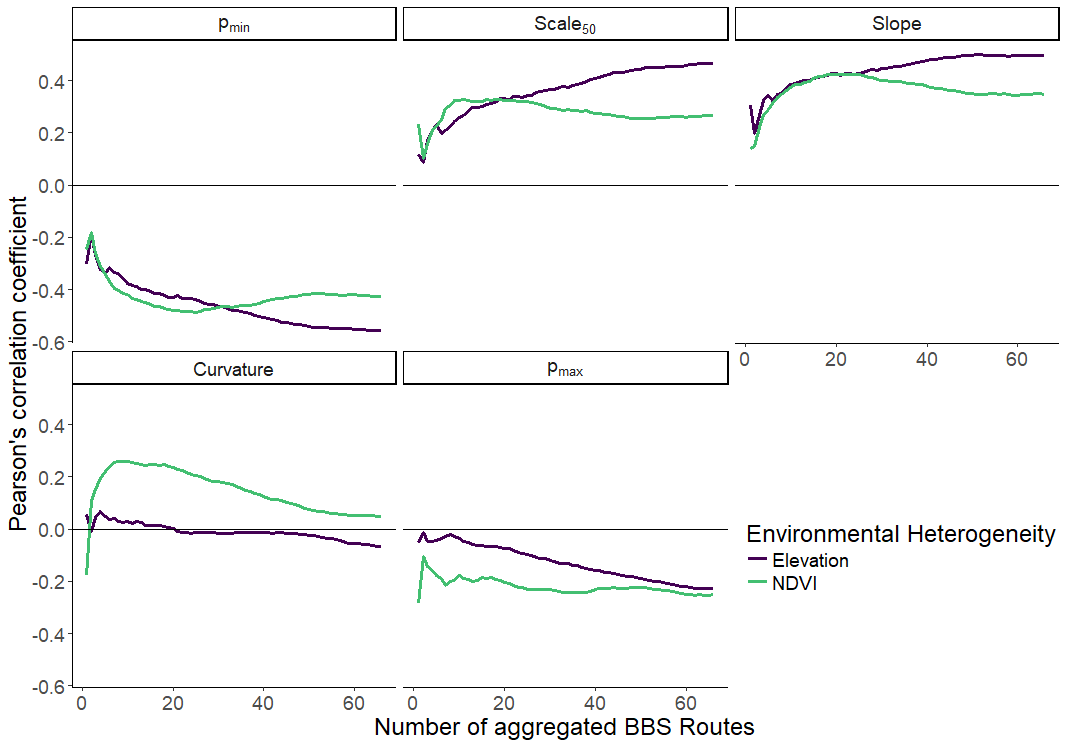 pmin
Scale50
Slope
0.4
0.2
0.0
-0.2
-0.4
-0.6
0
20
40
60
Curvature
pmax
0.4
0.2
0.0
-0.2
-0.4
-0.6
0
20
40
60
0
20
40
60
Pearson's correlation coefficient
Number of aggregated BBS Routes
Environmental Heterogeneity
Elevation
NDVI